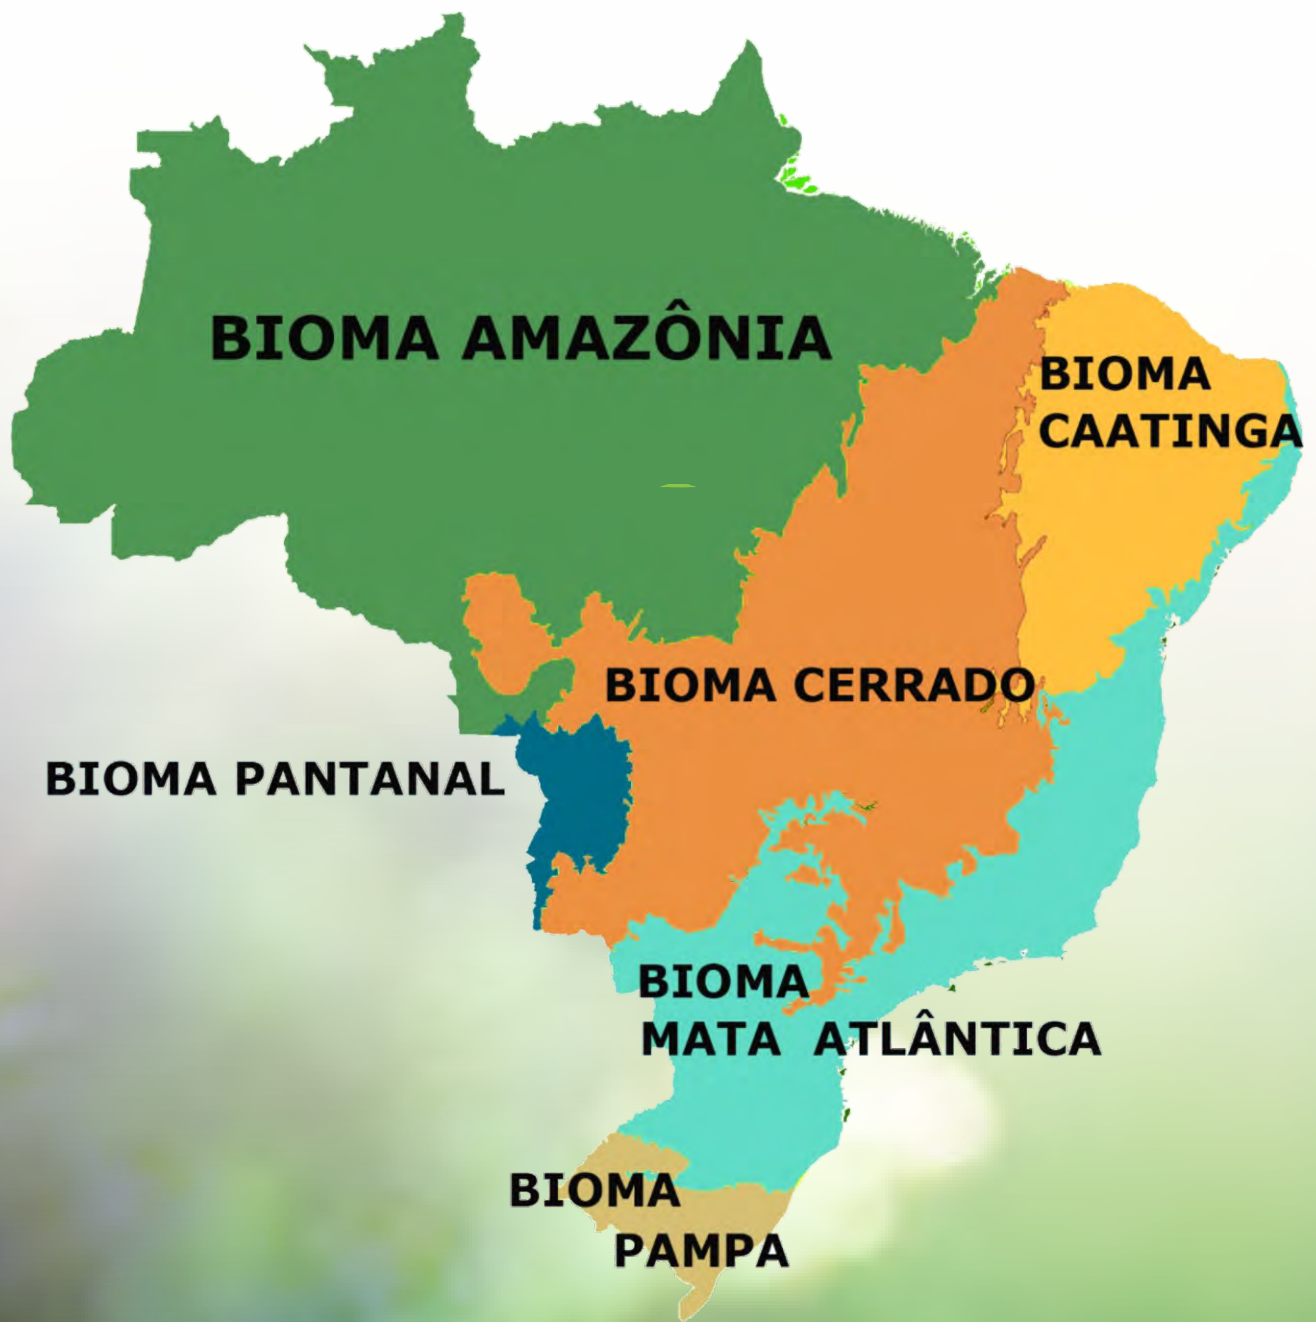 BIOMA AMAZÔNIA
BIOMA
CAATINGA
BIOMA CERRADO
BIOMA PANTANAL
BIOMA
MATA ATLÂNTICA
BIOMA
PAMPA